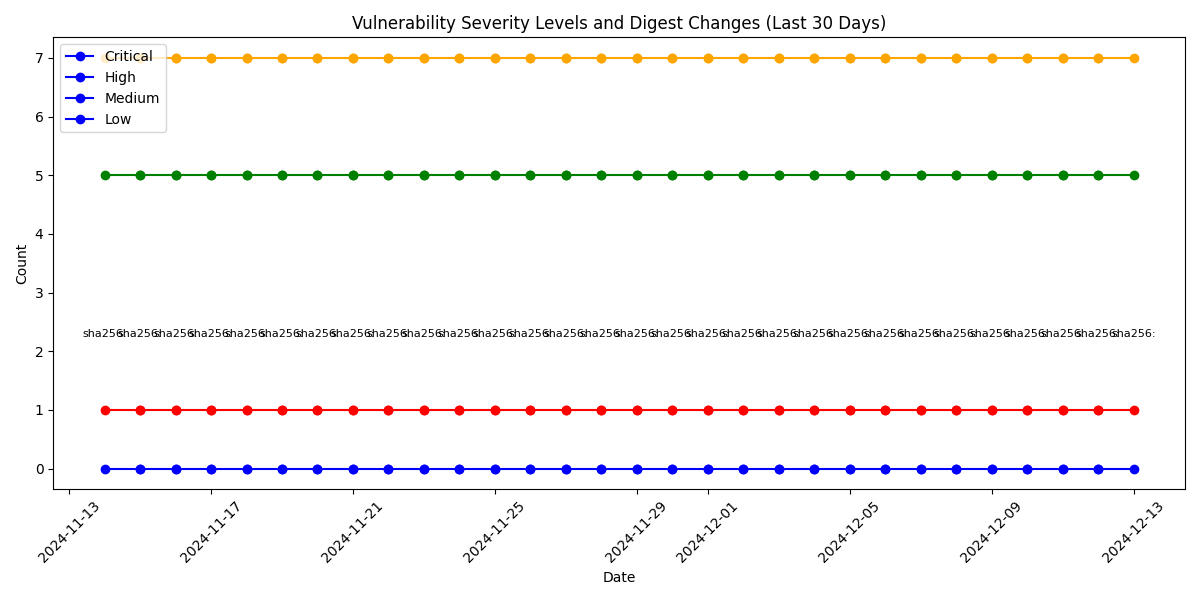 Vulnerability Severity Levels and Digest Changes (Last 30 Days)
Critical
High
Medium
Low
7
6
5
4
3
2
1
0
Count
sha256: sha256: sha256: sha256: sha256: sha256: sha256: sha256: sha256: sha256: sha256: sha256: sha256: sha256: sha256: sha256: sha256: sha256: sha256: sha256: sha256: sha256: sha256: sha256: sha256: sha256: sha256: sha256: sha256: sha256:
2024-11-13
2024-11-17
2024-11-21
2024-11-25
2024-11-29
2024-12-01
2024-12-05
2024-12-09
2024-12-13
Date